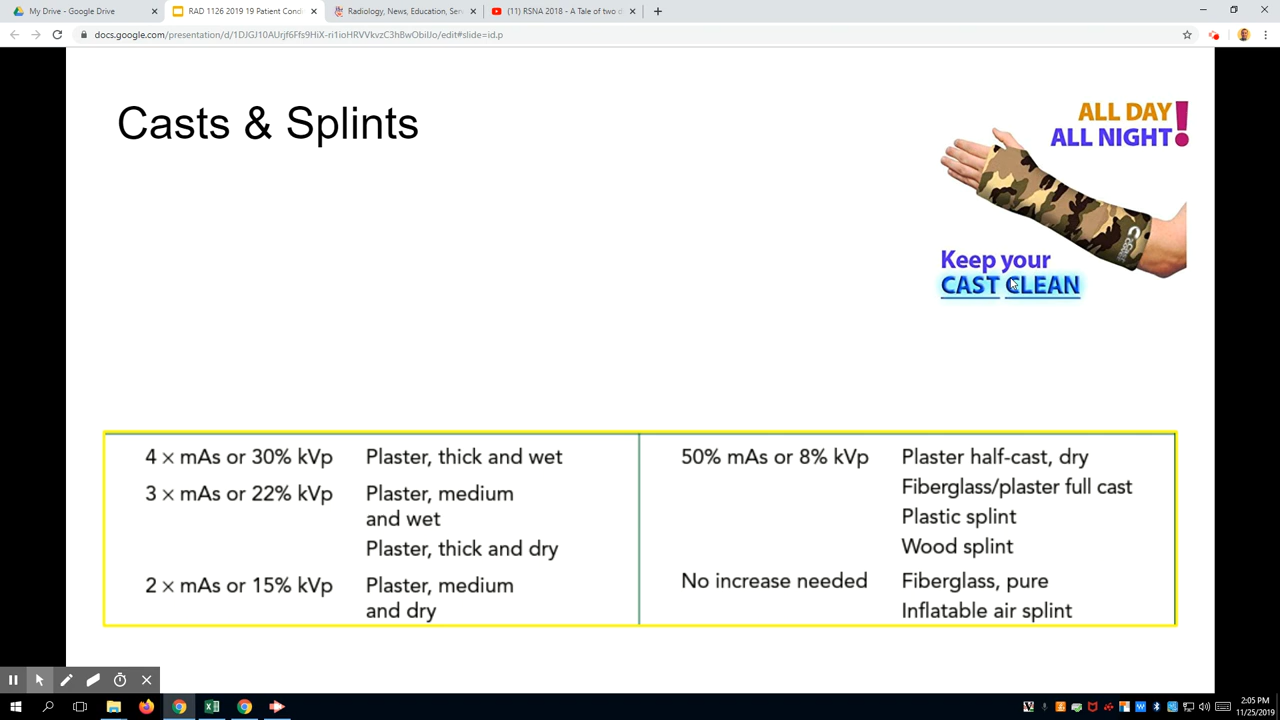 My Drive - Google Drive
RAD 1126 2019 19 Patient Cond
Radiology, News, Education, Ser
(11) RSNA 2018 - A Tale of two d
docs.google.com/presentation/d/1DJGJ10AUrjf6Ffs9HiX-ri1ioHRVVkvzC3hBwObiIJo/edit#slide=id.p
Casts & Splints
ALL DAY
ALL NIGHT!
Keep your
CAST CLEAN
4 × mAs or 30% kVp Plaster, thick and wet
3 × mAs or 22% kVp Plaster, medium
and wet
Plaster, thick and dry
2 × mAs or 15% kVp Plaster, medium
and dry
50% mAs or 8% kVp Plaster half-cast, dry
Fiberglass/plaster full cast
Plastic splint
Wood splint
No increase needed Fiberglass, pure
Inflatable air splint
2:05 PM
11/25/2019